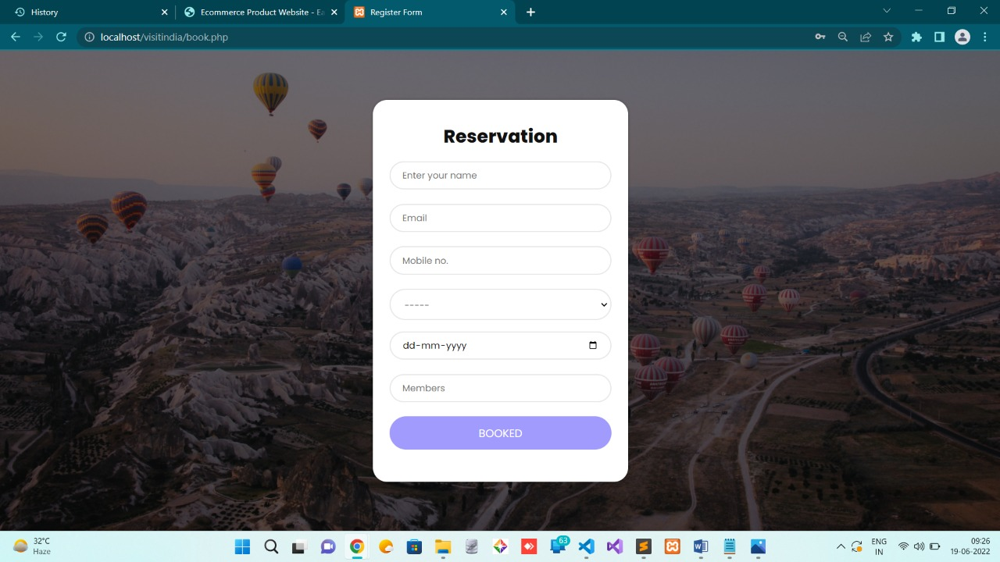 History
Ecommerce Product Website - Ea
Register Form
localhost/visitindia/book.php
Reservation
Enter your name
Email
Mobile no.
-----
dd-mm-yyyy
Members
BOOKED
32°C
Haze
63
ENG
IN
09:26
19-06-2022